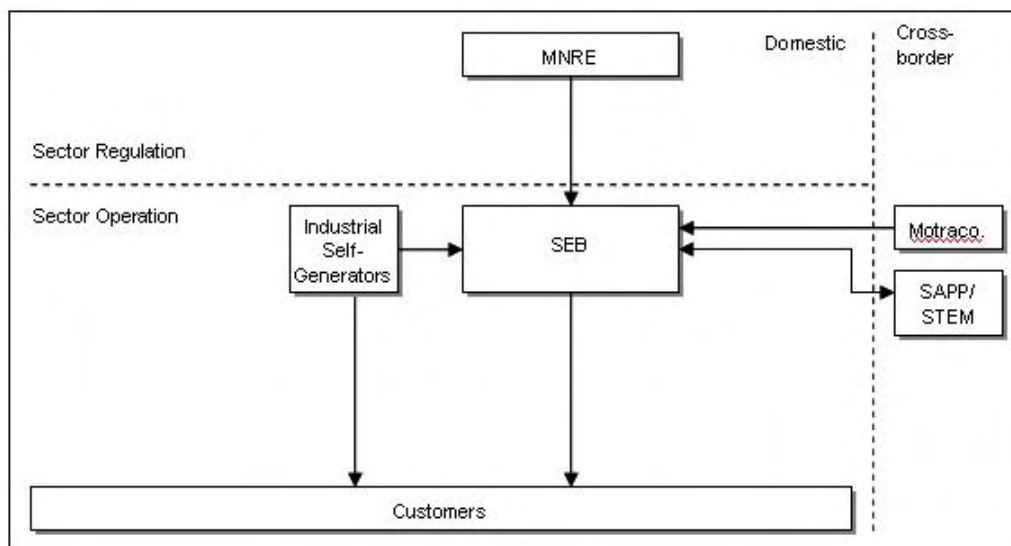 MNRE
Domestic
Cross-
border
Sector Regulation
Sector Operation
Industrial
Self-
Generators
SEB
Motraco.
SAPP/
STEM
Customers